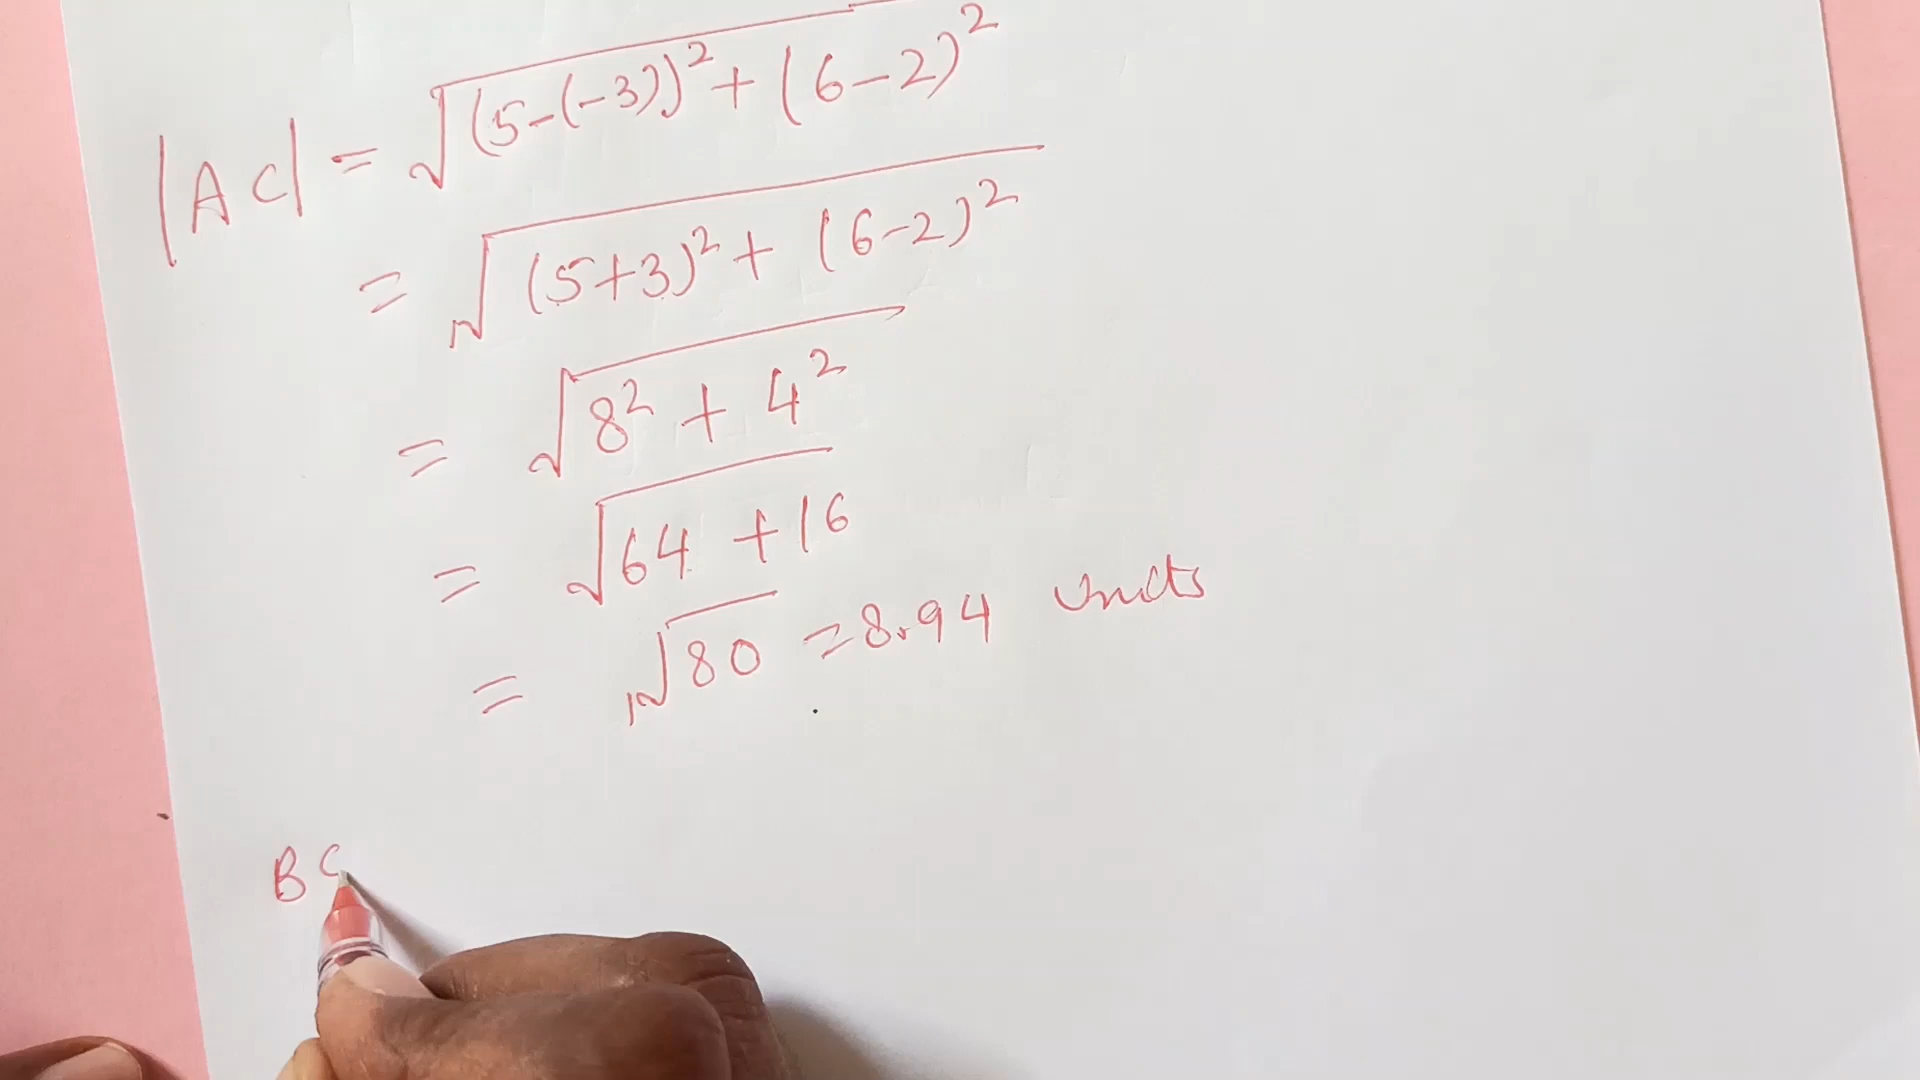 |AC| = √(5-(-3))² + (6-2)²
= √(5+3)² + (6-2)²
= √8² + 4²
= √64 + 16
= √80 = 8.94 units
BC